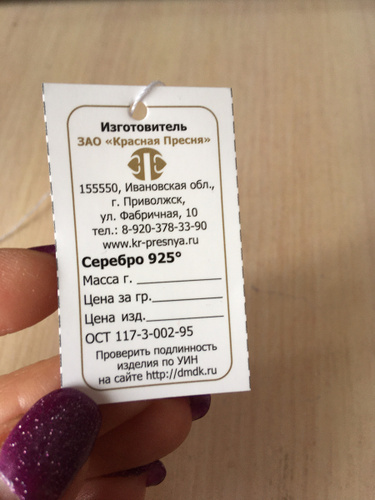 Изготовитель
ЗАО «Красная Пресня»
155550, Ивановская обл.,
г. Приволжск,
ул. Фабричная, 10
тел.: 8-920-378-33-90
www.kr-presnya.ru
Серебро 925°
Масса г.
Цена за гр.
Цена изд.
ОСТ 117-3-002-95
Проверить подлинность
изделия по УИН
на сайте http://dmdk.ru